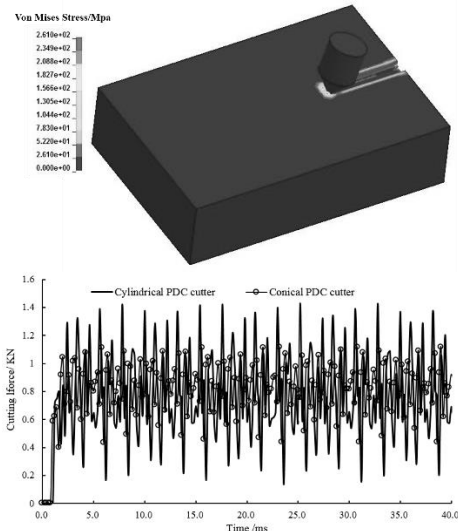 Von Mises Stress/Mpa
2.610e+02
2.349e+02
2.088e+02
1.827e+02
1.566e+02
1.305e+02
1.044e+02
7.830e+01
5.220e+01
2.610e+01
0.000e+00
1.6
Cylindrical PDC cutter Conical PDC cutter
1.4
1.2
1
0.8
0.6
0.4
0.2
0
Cutting Iforce/ KN
0.0 5.0 10.0 15.0 20.0 25.0 30.0 35.0 40.0
Time /ms